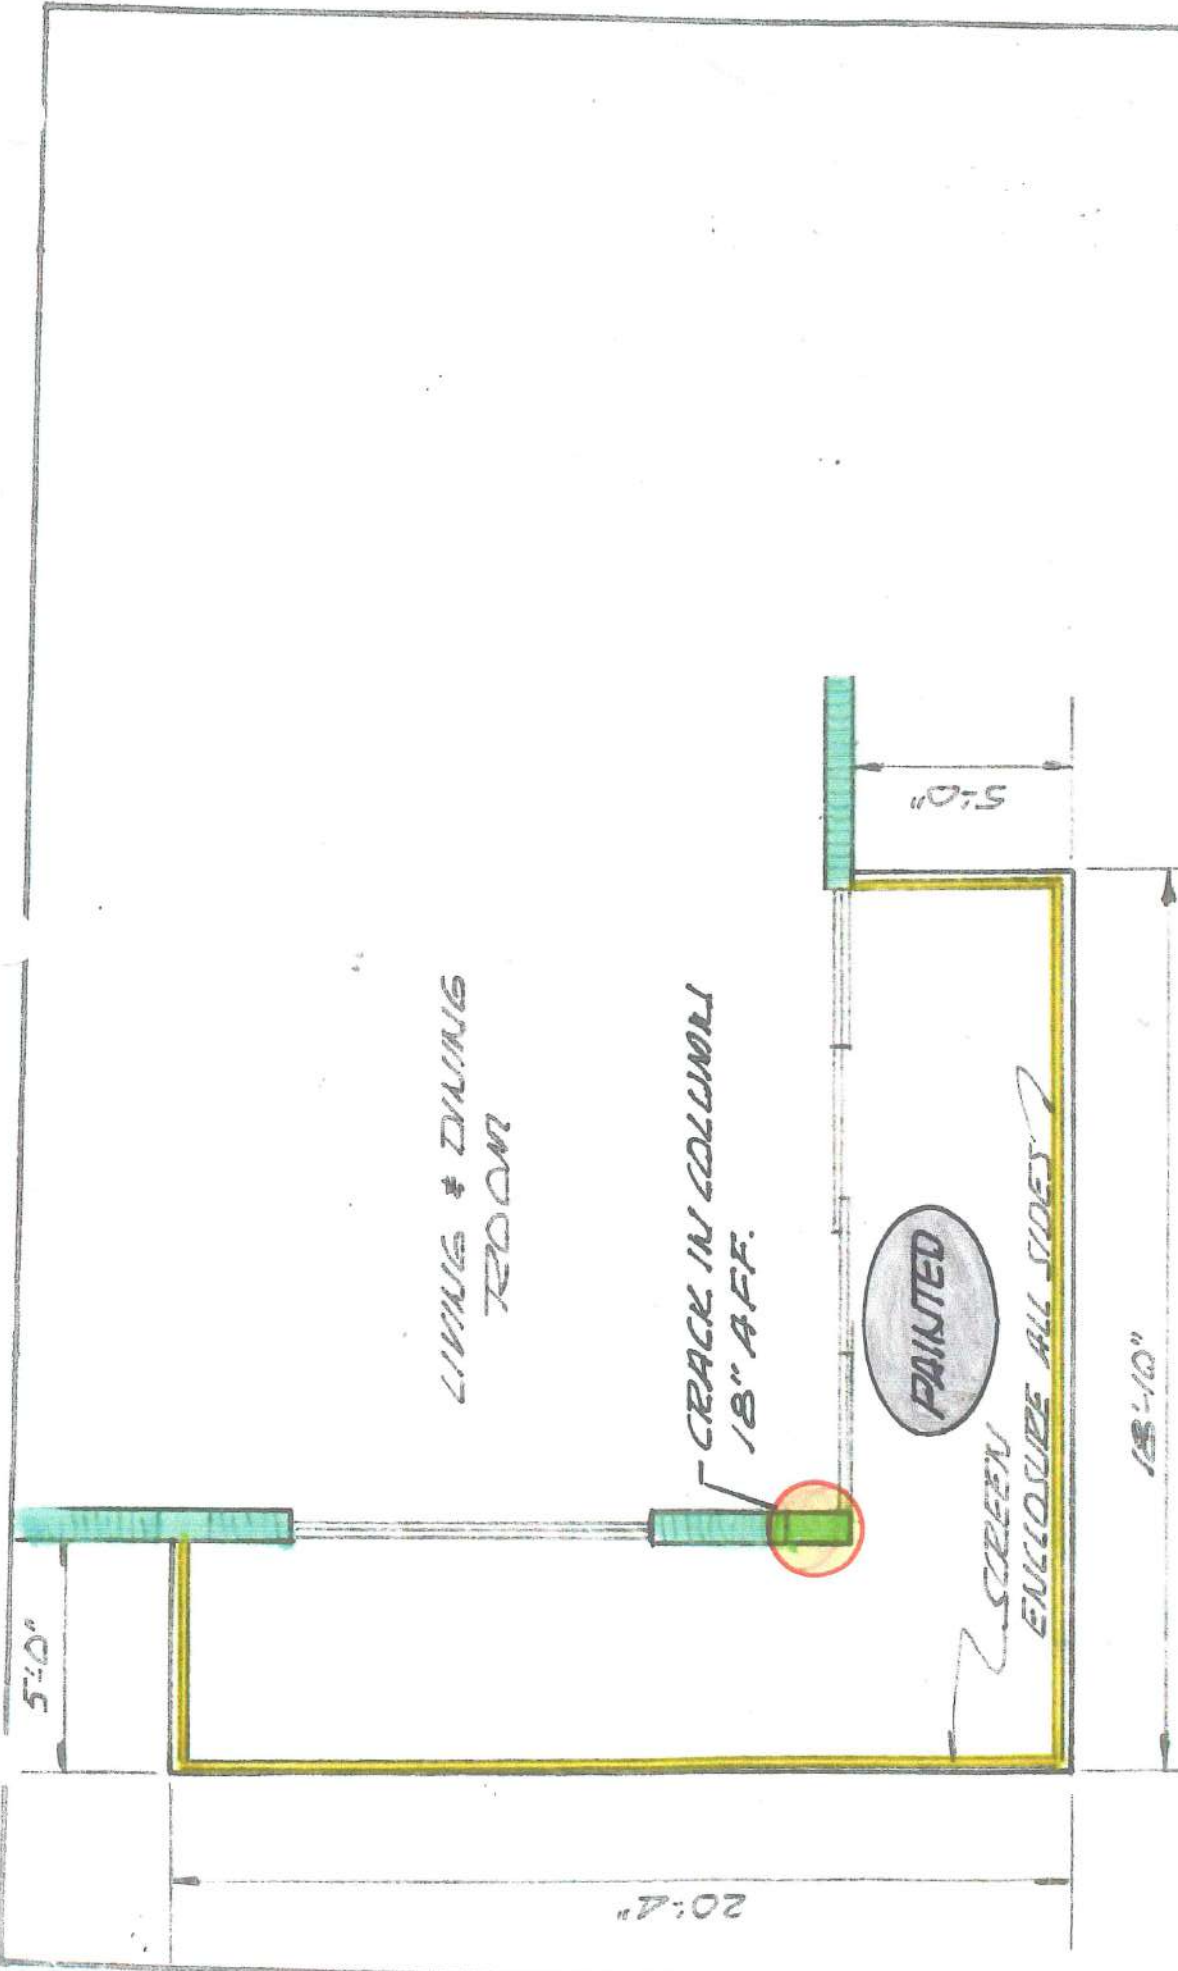 5'-0"
LIVING & DINING
ROOM
CRACK IN COLUMN
18" AFF.
5'-0"
PAINTED
SCREEN
ENCLOSURE ALL SIDES
18'-10"
20'-4"